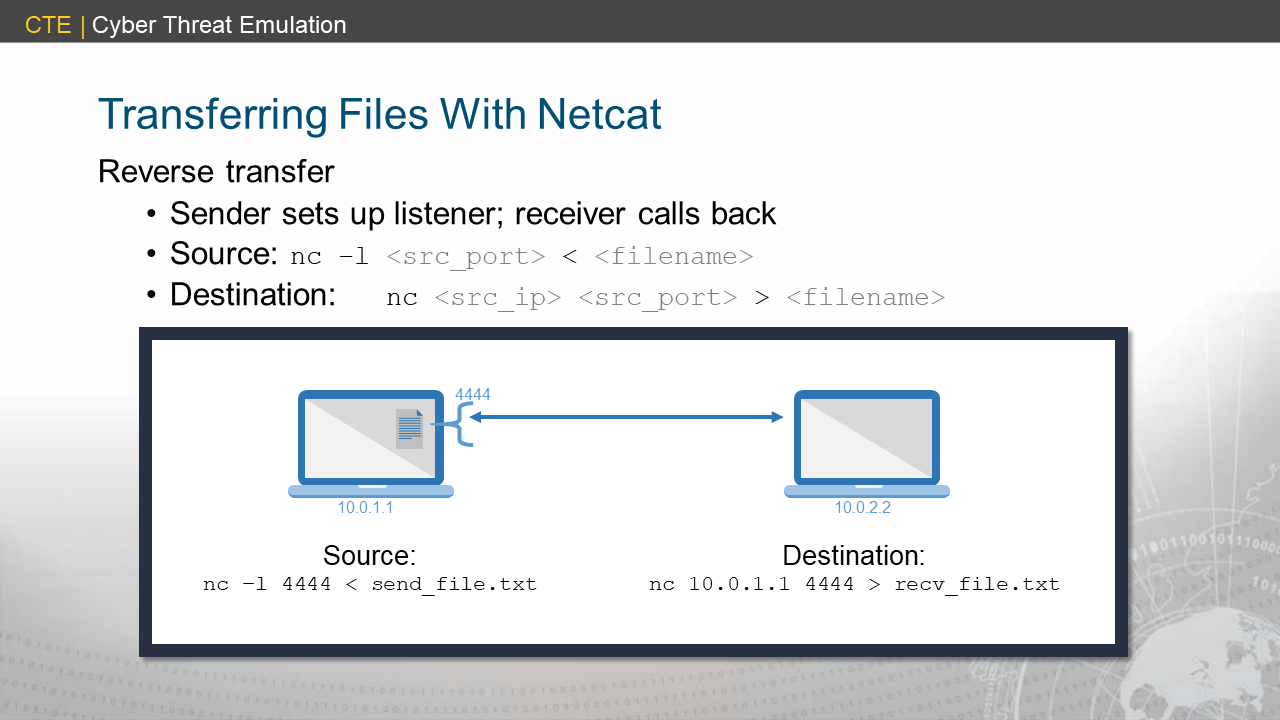 CTE | Cyber Threat Emulation
Transferring Files With Netcat
Reverse transfer
• Sender sets up listener; receiver calls back
• Source: nc –l <src_port> < <filename>
• Destination: nc <src_ip> <src_port> > <filename>
4444
10.0.1.1
10.0.2.2
Source:
nc –l 4444 < send_file.txt
Destination:
nc 10.0.1.1 4444 > recv_file.txt